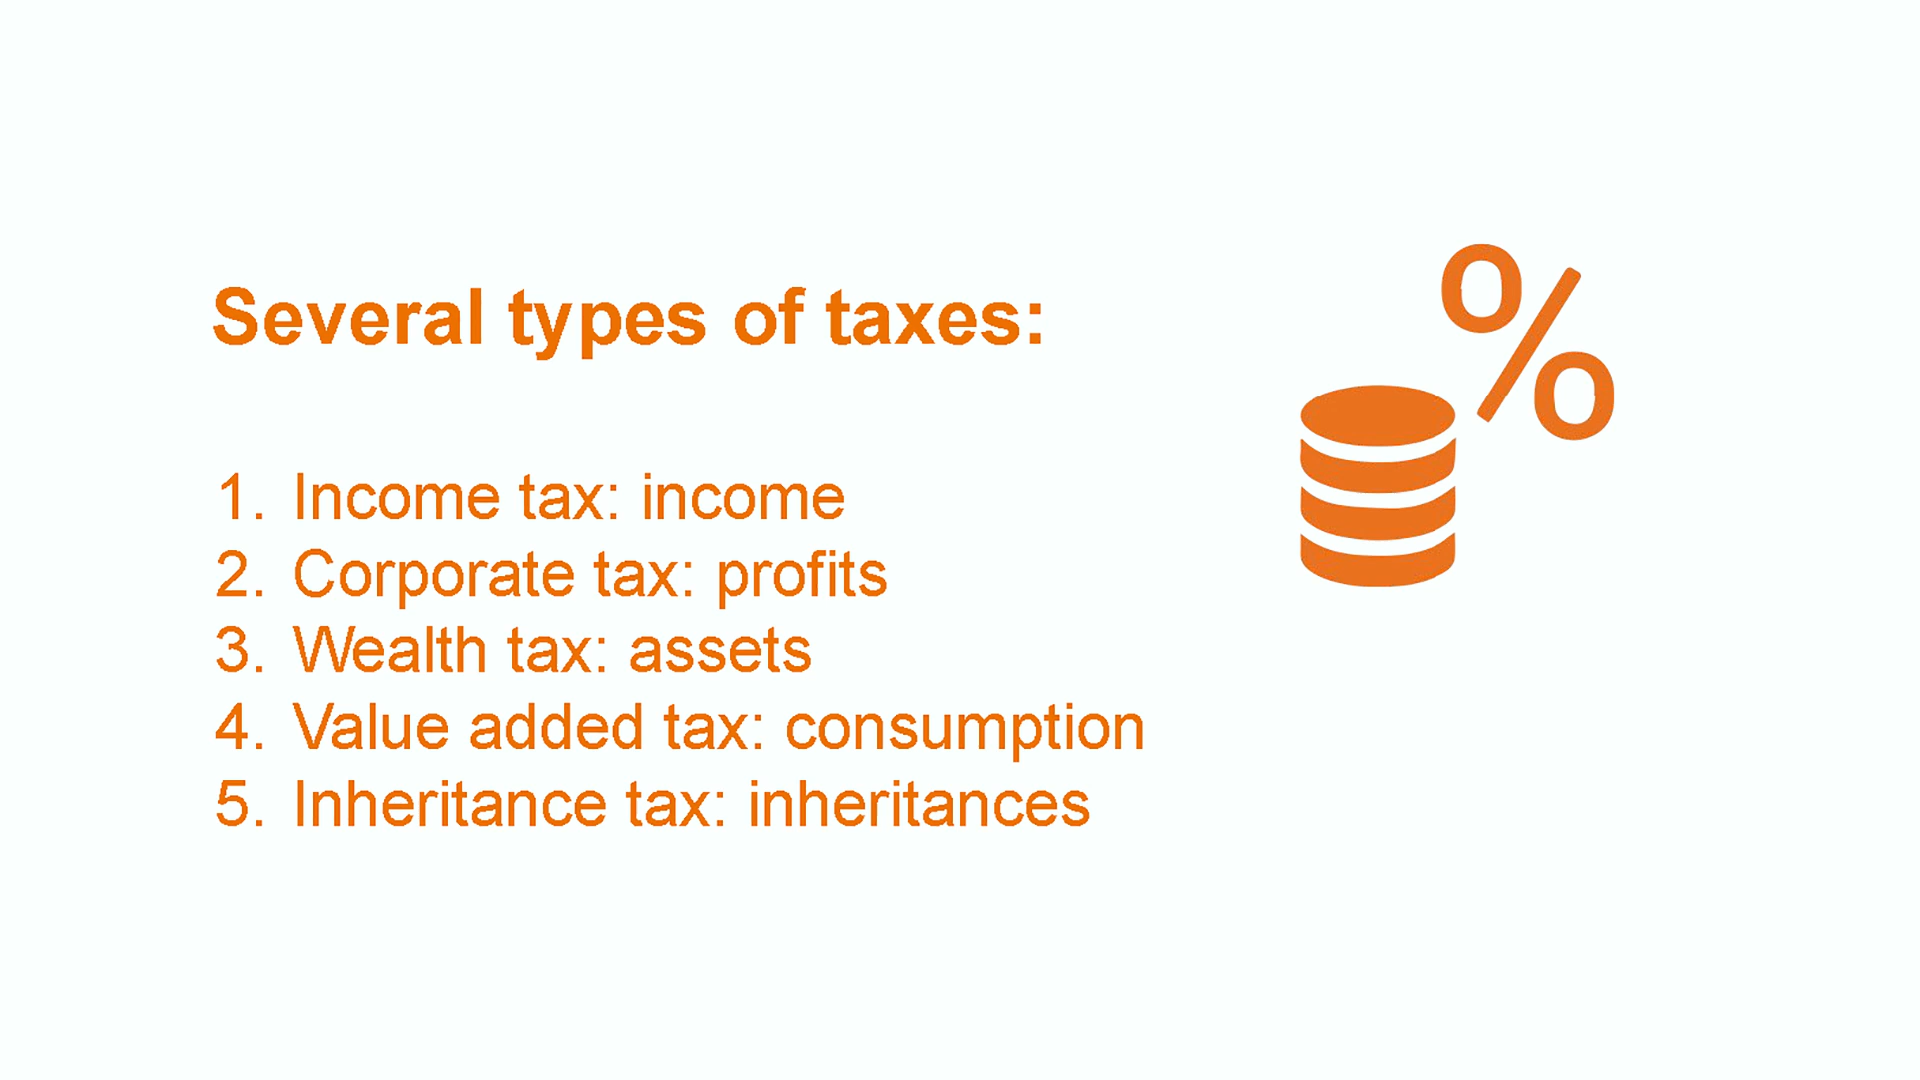 Several types of taxes:
1. Income tax: income
2. Corporate tax: profits
3. Wealth tax: assets
4. Value added tax: consumption
5. Inheritance tax: inheritances
%